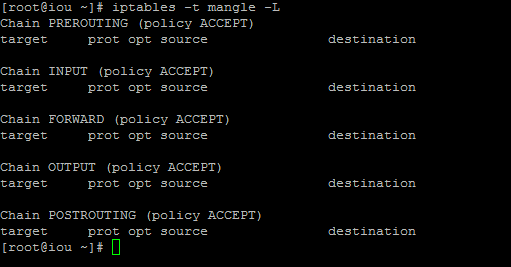 [root@iou ~]# iptables -t mangle -L
Chain PREROUTING (policy ACCEPT)
target     prot opt source               destination

Chain INPUT (policy ACCEPT)
target     prot opt source               destination

Chain FORWARD (policy ACCEPT)
target     prot opt source               destination

Chain OUTPUT (policy ACCEPT)
target     prot opt source               destination

Chain POSTROUTING (policy ACCEPT)
target     prot opt source               destination
[root@iou ~]#